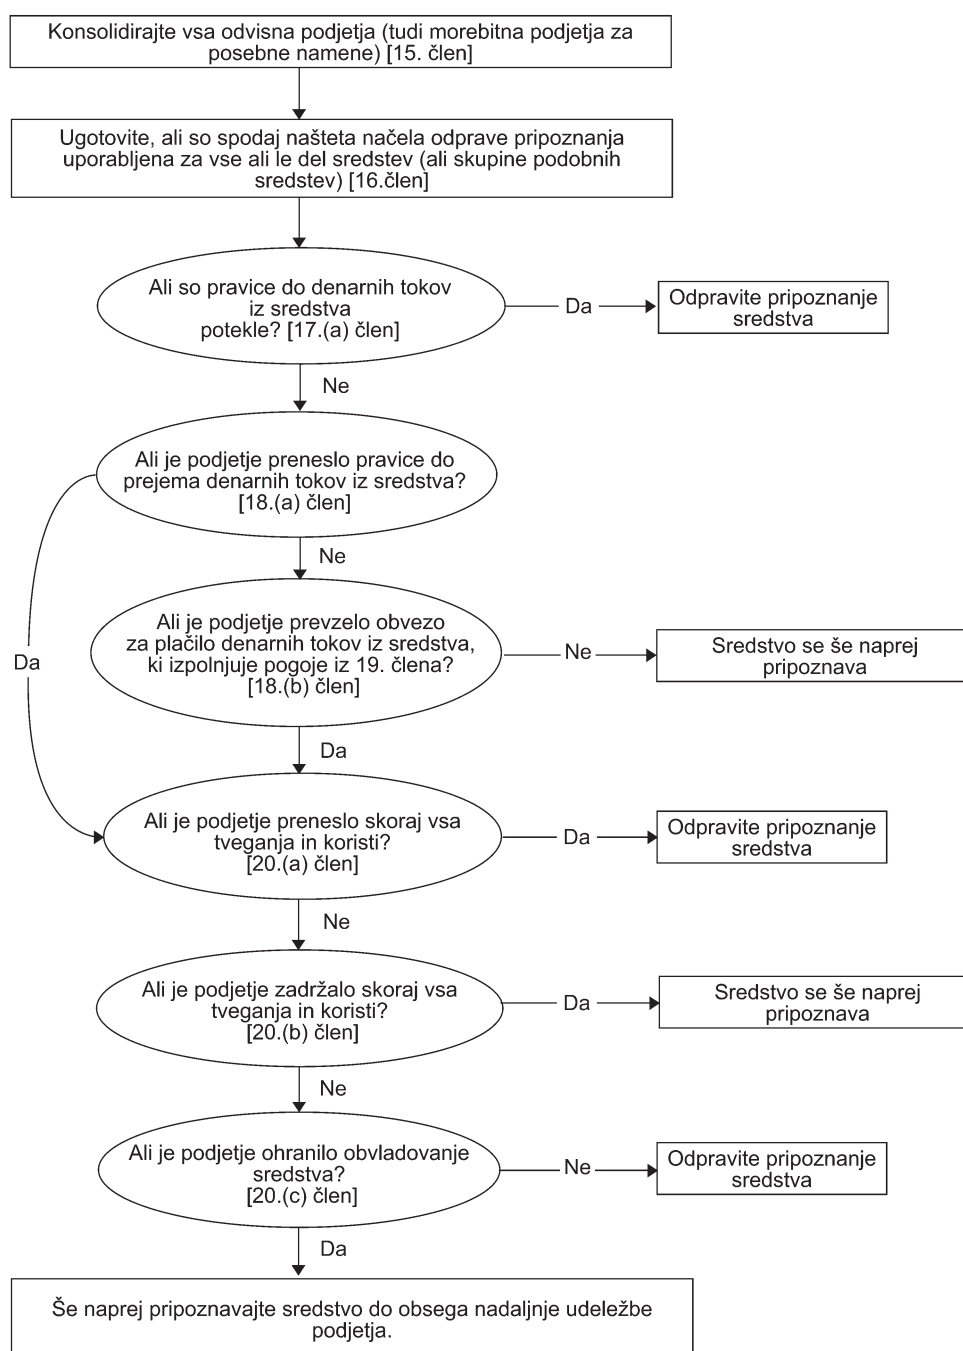 Konsolidirajte vsa odvisna podjetja (tudi morebitna podjetja za
posebne namene) [15. člen]
Ugotovite, ali so spodaj našteta načela odprave pripoznanja
uporabljena za vse ali le del sredstev (ali skupine podobnih
sredstev) [16.člen]
Ali so pravice do denarnih tokov
iz sredstva
potekle? [17.(a) člen]
Da
Odpravite pripoznanje
sredstva
Ne
Ali je podjetje preneslo pravice do
prejema denarnih tokov iz sredstva?
[18.(a) člen]
Ne
Ali je podjetje prevzelo obvezo
za plačilo denarnih tokov iz sredstva,
ki izpolnjuje pogoje iz 19. člena?
[18.(b) člen]
Ne
Sredstvo se še naprej
pripoznava
Da
Da
Ali je podjetje preneslo skoraj vsa
tveganja in koristi?
[20.(a) člen]
Da
Odpravite pripoznanje
sredstva
Ne
Ali je podjetje zadržalo skoraj vsa
tveganja in koristi?
[20.(b) člen]
Da
Sredstvo se še naprej
pripoznava
Ne
Ali je podjetje ohranilo obvladovanje
sredstva?
[20.(c) člen]
Ne
Odpravite pripoznanje
sredstva
Da
Še naprej pripoznavajte sredstvo do obsega nadaljnje udeležbe
podjetja.